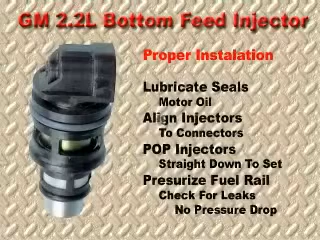 GM 2.2L Bottom Feed Injector
Proper Instalation
Lubricate Seals
Motor Oil
Align Injectors
To Connectors
POP Injectors
Straight Down To Set
Presurize Fuel Rail
Check For Leaks
No Pressure Drop